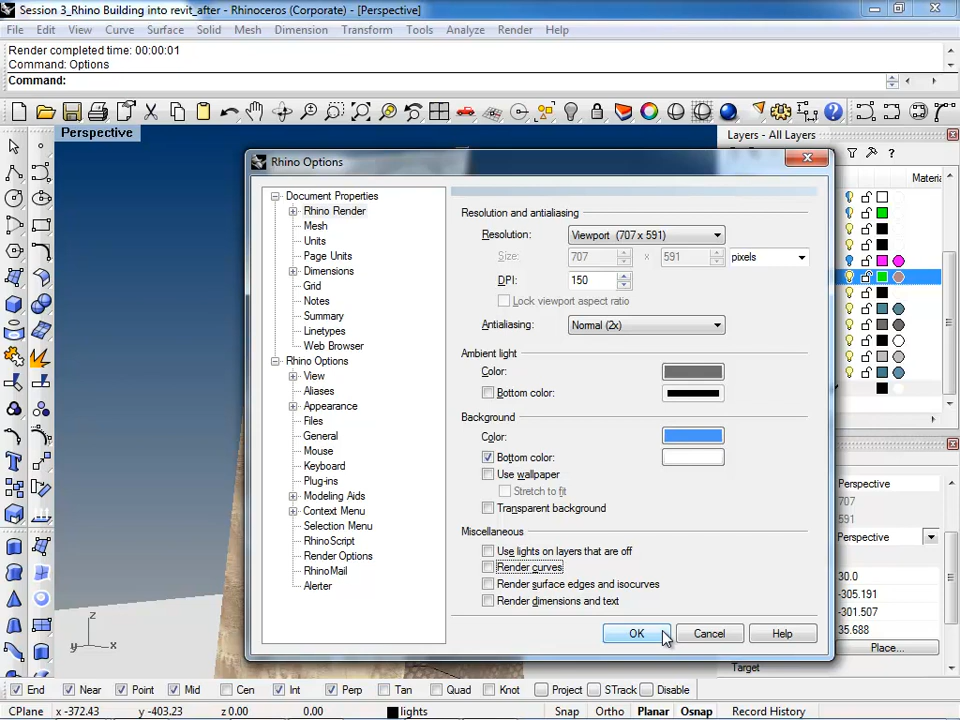 Session 3_Rhino Building into revit_after - Rhinoceros (Corporate) - [Perspective]
File Edit View Curve Surface Solid Mesh Dimension Transform Tools Analyze Render Help
Render completed time: 00:00:01
Command: Options
Command:
Perspective
Layers - All Layers
Materi
Rhino Options
Document Properties
Rhino Render
Mesh
Units
Page Units
Dimensions
Grid
Notes
Summary
Linetypes
Web Browser
Rhino Options
View
Aliases
Appearance
Files
General
Mouse
Keyboard
Plug-ins
Modeling Aids
Context Menu
Selection Menu
RhinoScript
Render Options
RhinoMail
Alerter
Resolution and antialiasing
Resolution: Viewport (707 x 591)
Size: 707 x 591 pixels
DPI: 150
Lock viewport aspect ratio
Antialiasing: Normal (2x)
Ambient light
Color:
Bottom color:
Background
Color:
Bottom color:
Use wallpaper
Stretch to fit
Transparent background
Miscellaneous
Use lights on layers that are off
Render curves
Render surface edges and isocurves
Render dimensions and text
OK Cancel Help
Perspective
707
591
Perspective
30.0
-305.191
-301.507
35.688
Place...
Target
z
y x
End Near Point Mid Cen Int Perp Tan Quad Knot Project STrack Disable
CPlane x -372.43 y -403.23 z 0.00 0.00 lights Snap Ortho Planar Osnap Record History